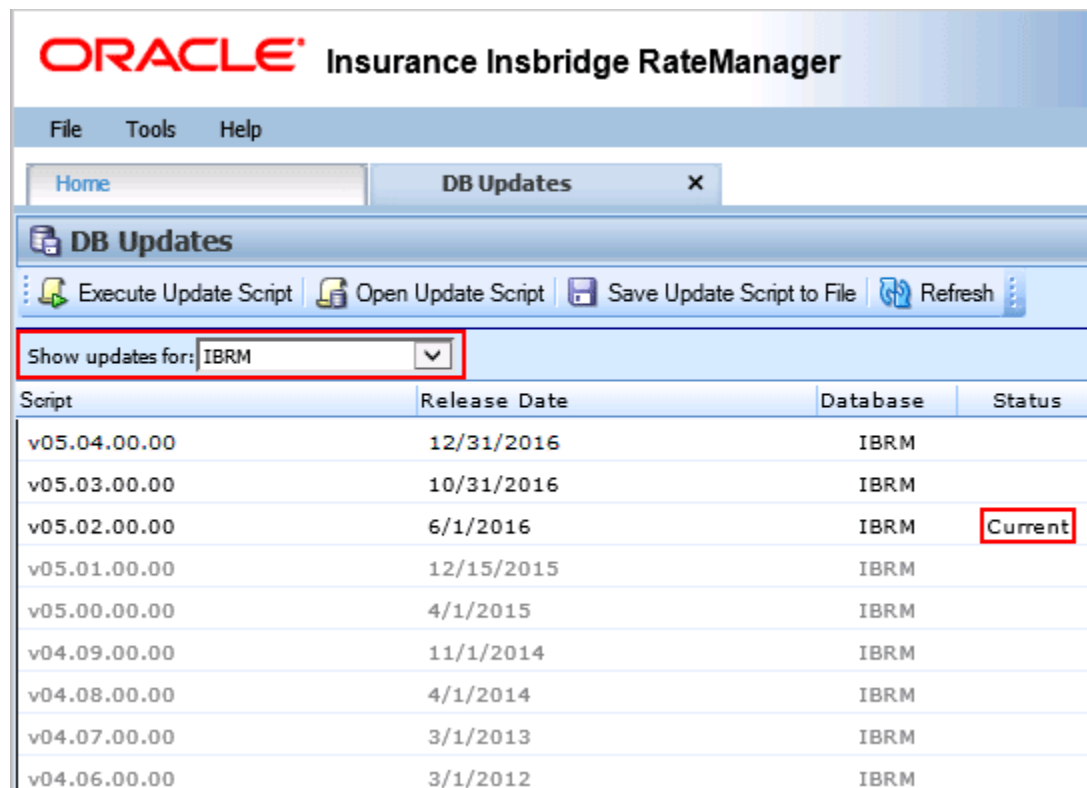 ORACLE Insurance Insbridge RateManager
File Tools Help
Home DB Updates x
DB Updates
Execute Update Script Open Update Script Save Update Script to File Refresh
Show updates for: IBRM
Script Release Date Database Status
v05.04.00.00 12/31/2016 IBRM
v05.03.00.00 10/31/2016 IBRM
v05.02.00.00 6/1/2016 IBRM Current
v05.01.00.00 12/15/2015 IBRM
v05.00.00.00 4/1/2015 IBRM
v04.09.00.00 11/1/2014 IBRM
v04.08.00.00 4/1/2014 IBRM
v04.07.00.00 3/1/2013 IBRM
v04.06.00.00 3/1/2012 IBRM